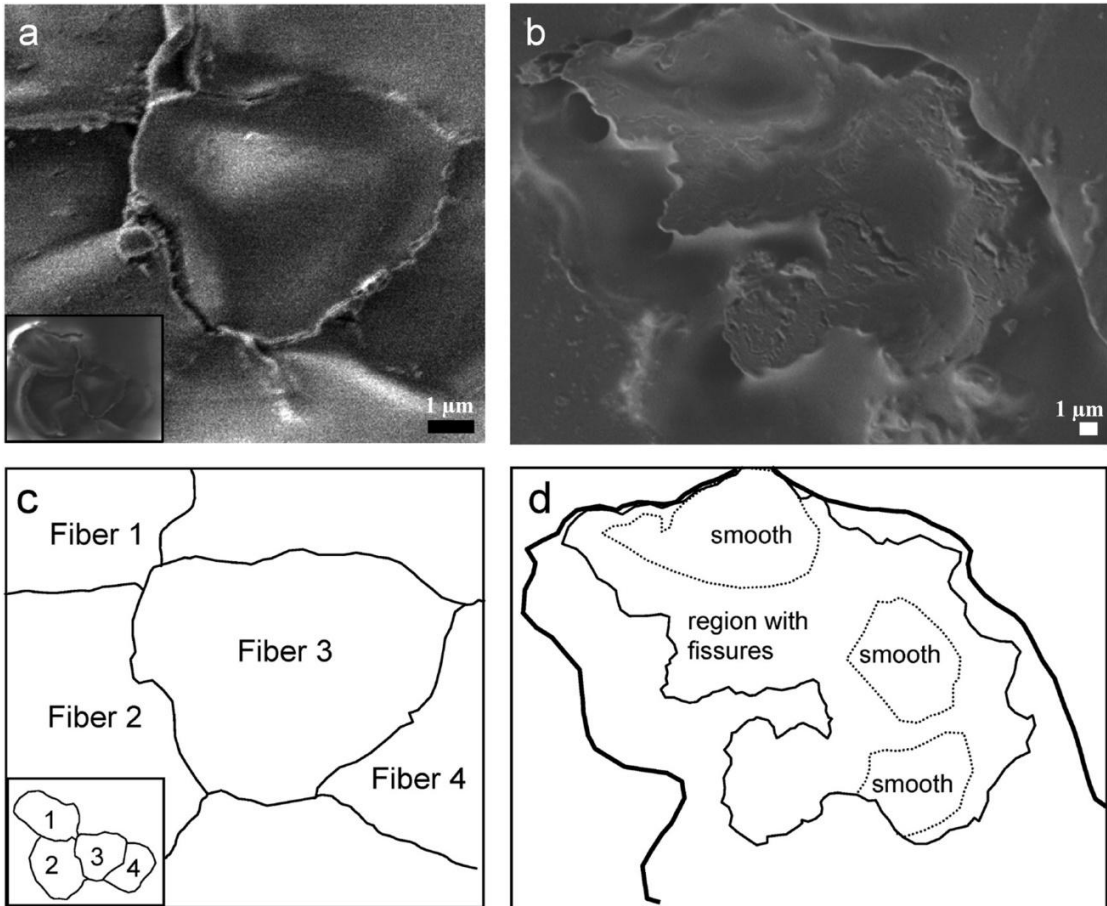 a
1 µm
b
1 µm
c
Fiber 1
Fiber 2
Fiber 3
Fiber 4
1
2
3
4
d
smooth
region with
fissures
smooth
smooth